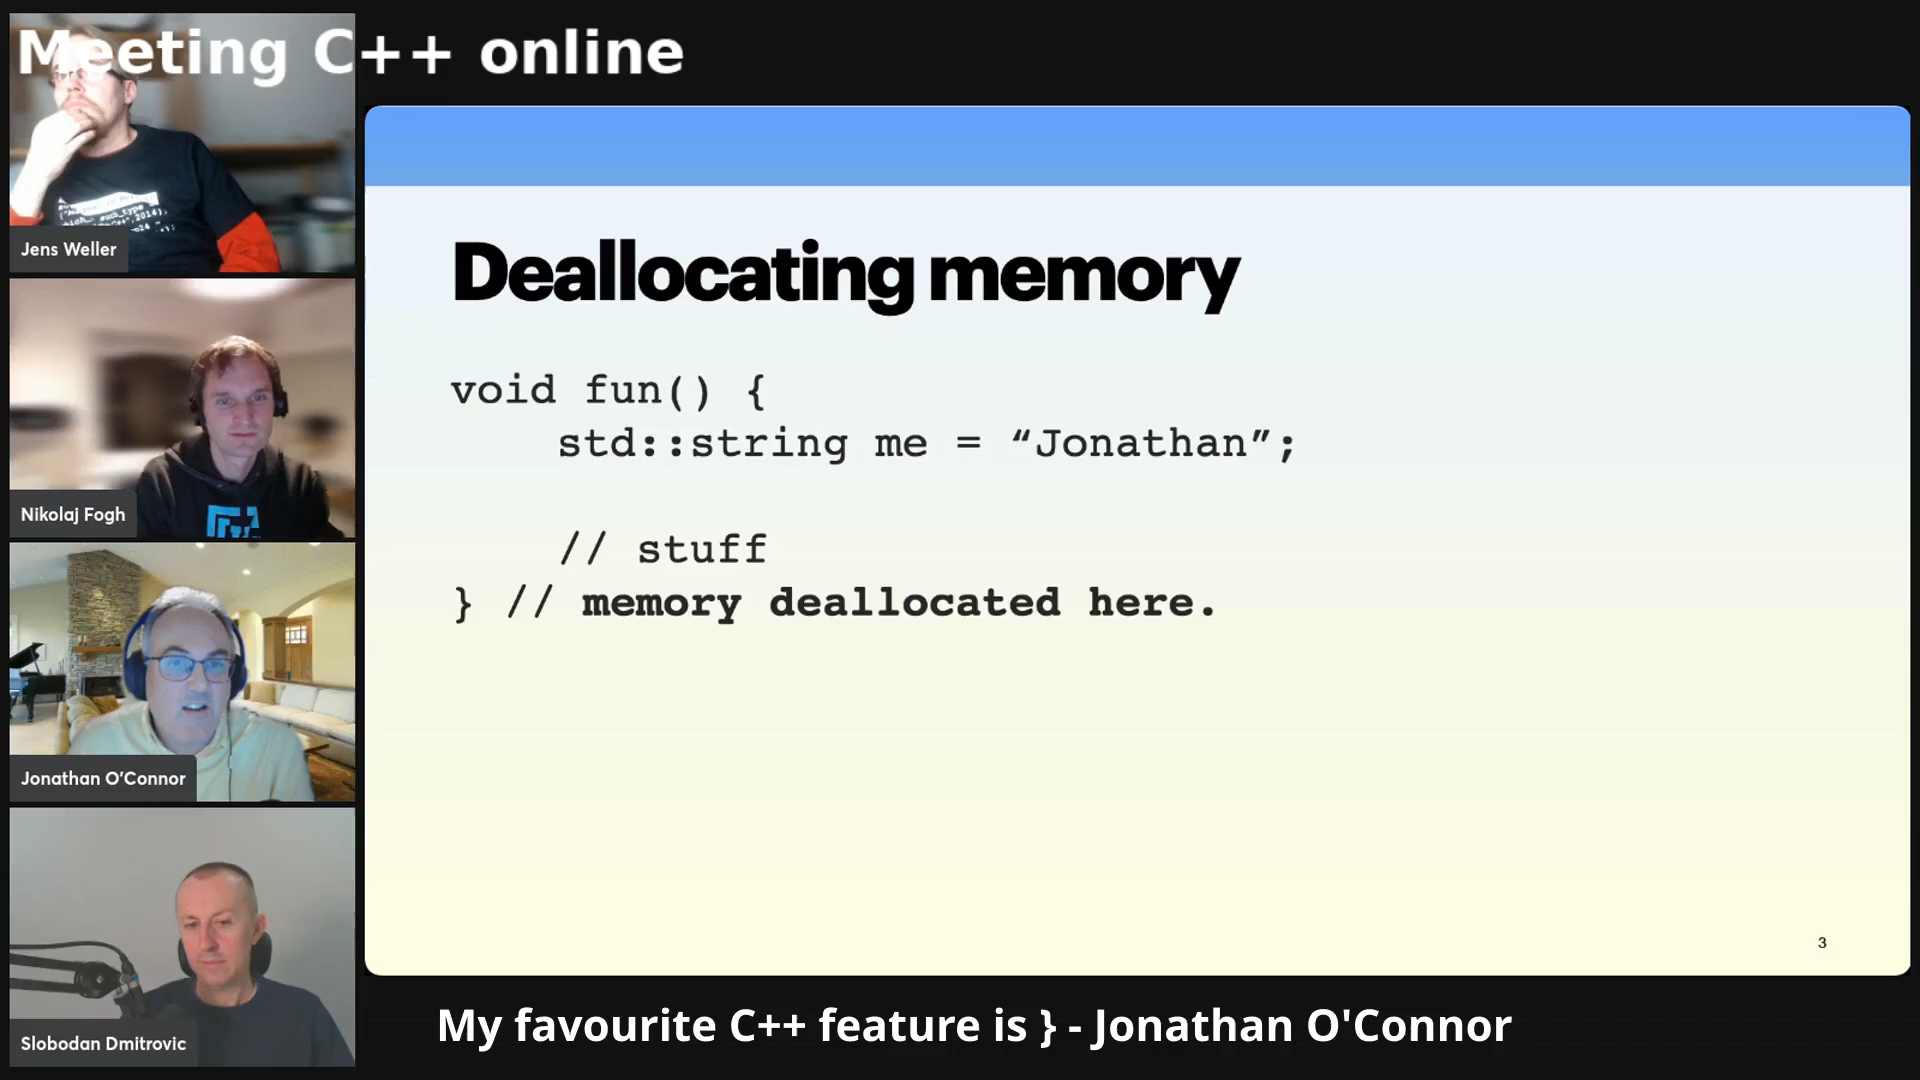 Meeting C++ online
Jens Weller
Nikolaj Fogh
Jonathan O'Connor
Slobodan Dmitrovic
Deallocating memory
void fun() {
std::string me = “Jonathan”;
// stuff
} // memory deallocated here.
3
My favourite C++ feature is } - Jonathan O'Connor